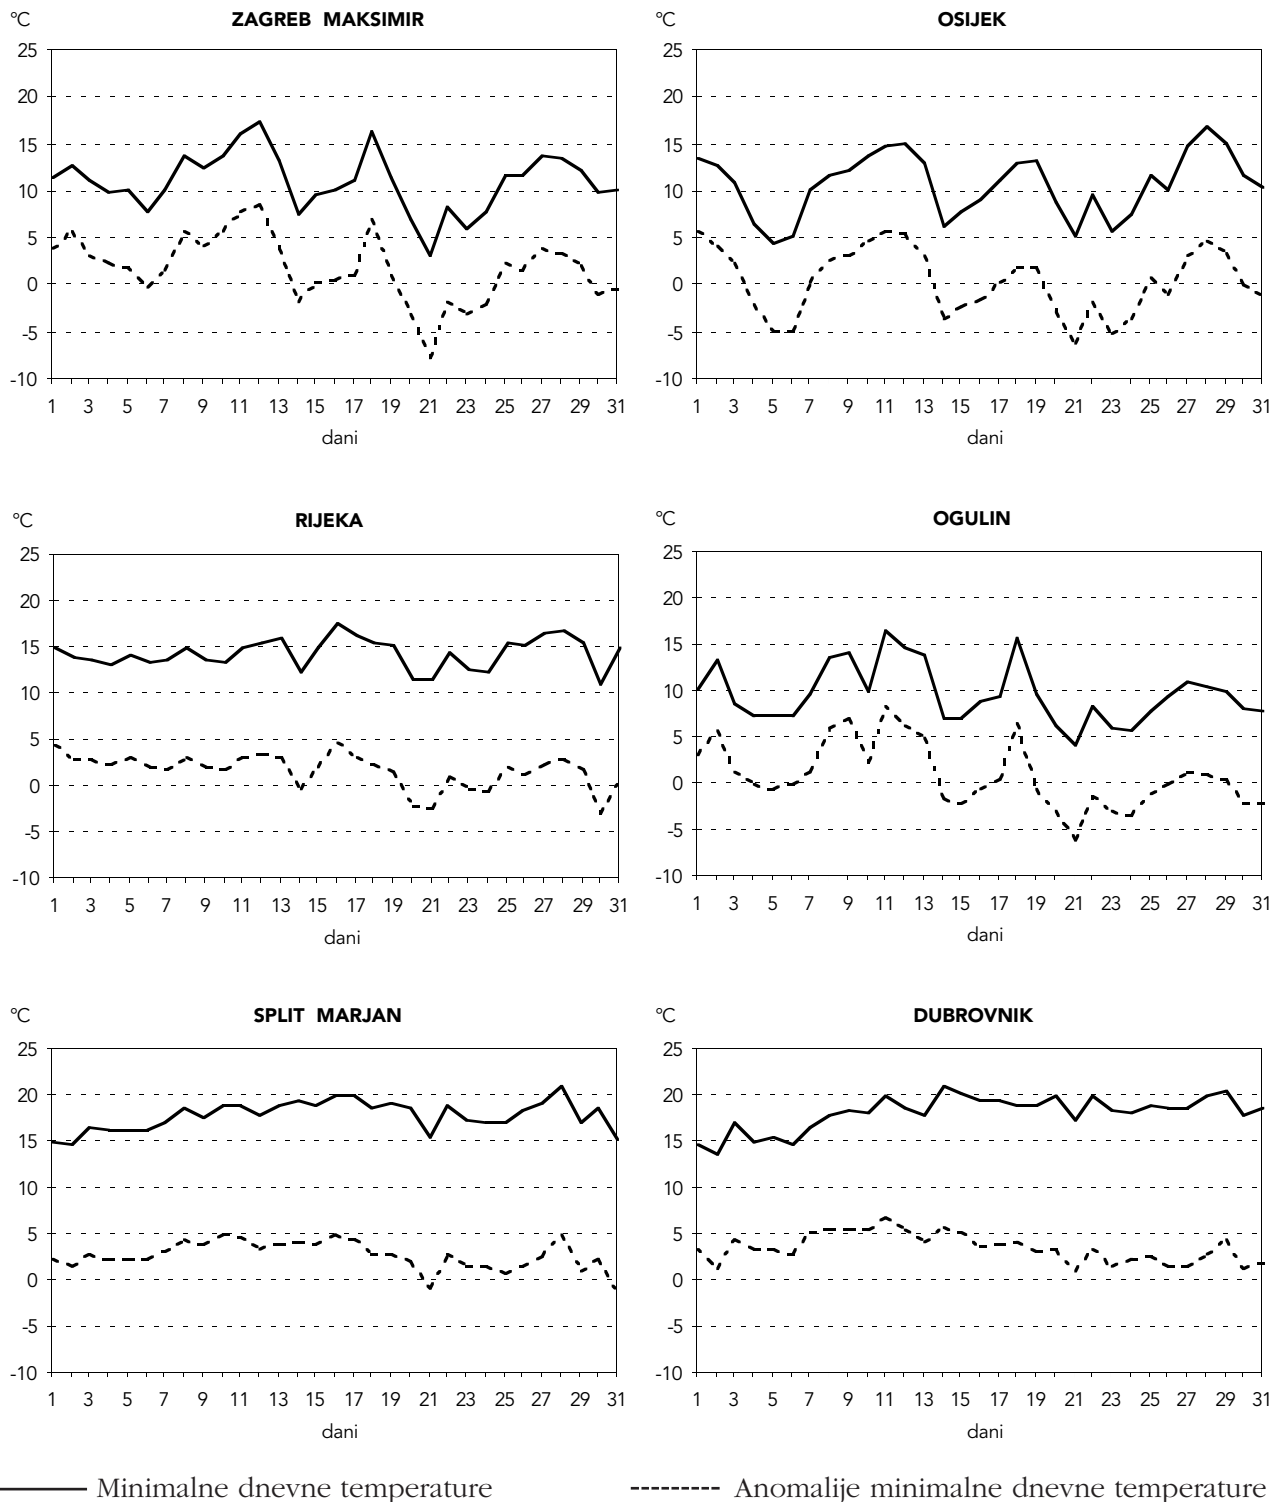 °C ZAGREB MAKSIMIR
25
20
15
10
5
0
-5
-10
1 3 5 7 9 11 13 15 17 19 21 23 25 27 29 31
dani
°C OSIJEK
25
20
15
10
5
0
-5
-10
1 3 5 7 9 11 13 15 17 19 21 23 25 27 29 31
dani
°C RIJEKA
25
20
15
10
5
0
-5
-10
1 3 5 7 9 11 13 15 17 19 21 23 25 27 29 31
dani
°C OGULIN
25
20
15
10
5
0
-5
-10
1 3 5 7 9 11 13 15 17 19 21 23 25 27 29 31
dani
°C SPLIT MARJAN
25
20
15
10
5
0
-5
-10
1 3 5 7 9 11 13 15 17 19 21 23 25 27 29 31
dani
°C DUBROVNIK
25
20
15
10
5
0
-5
-10
1 3 5 7 9 11 13 15 17 19 21 23 25 27 29 31
dani
Minimalne dnevne temperature
Anomalije minimalne dnevne temperature